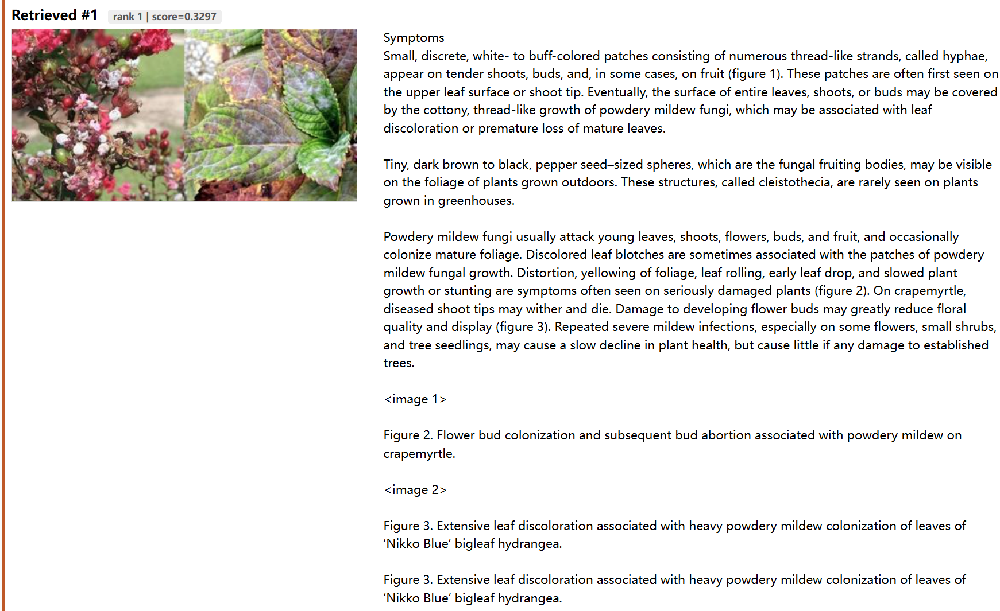 Retrieved #1 rank 1 | score=0.3297
Symptoms
Small, discrete, white- to buff-colored patches consisting of numerous thread-like strands, called hyphae,
appear on tender shoots, buds, and, in some cases, on fruit (figure 1). These patches are often first seen on
the upper leaf surface or shoot tip. Eventually, the surface of entire leaves, shoots, or buds may be covered
by the cottony, thread-like growth of powdery mildew fungi, which may be associated with leaf
discoloration or premature loss of mature leaves.
Tiny, dark brown to black, pepper seed–sized spheres, which are the fungal fruiting bodies, may be visible
on the foliage of plants grown outdoors. These structures, called cleistothecia, are rarely seen on plants
grown in greenhouses.
Powdery mildew fungi usually attack young leaves, shoots, flowers, buds, and fruit, and occasionally
colonize mature foliage. Discolored leaf blotches are sometimes associated with the patches of powdery
mildew fungal growth. Distortion, yellowing of foliage, leaf rolling, early leaf drop, and slowed plant
growth or stunting are symptoms often seen on seriously damaged plants (figure 2). On crapemyrtle,
diseased shoot tips may wither and die. Damage to developing flower buds may greatly reduce floral
quality and display (figure 3). Repeated severe mildew infections, especially on some flowers, small shrubs,
and tree seedlings, may cause a slow decline in plant health, but cause little if any damage to established
trees.
<image 1>
Figure 2. Flower bud colonization and subsequent bud abortion associated with powdery mildew on
crapemyrtle.
<image 2>
Figure 3. Extensive leaf discoloration associated with heavy powdery mildew colonization of leaves of
‘Nikko Blue’ bigleaf hydrangea.
Figure 3. Extensive leaf discoloration associated with heavy powdery mildew colonization of leaves of
‘Nikko Blue’ bigleaf hydrangea.